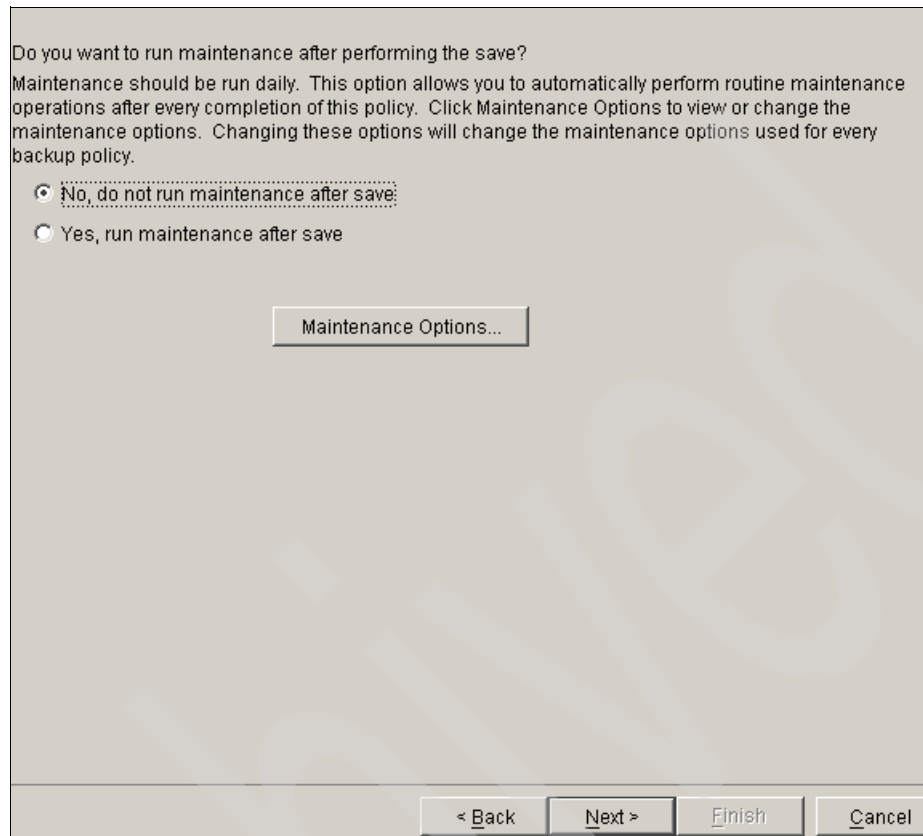 Do you want to run maintenance after performing the save?
Maintenance should be run daily. This option allows you to automatically perform routine maintenance
operations after every completion of this policy. Click Maintenance Options to view or change the
maintenance options. Changing these options will change the maintenance options used for every
backup policy.
No, do not run maintenance after save
Yes, run maintenance after save
Maintenance Options...
< Back Next > Finish Cancel